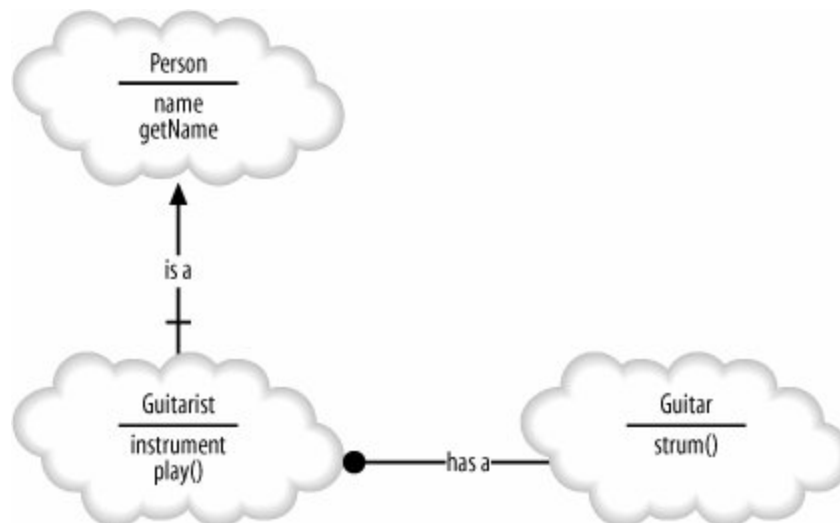 Person
name
getName
is a
Guitarist
instrument
play()
has a
Guitar
strum()